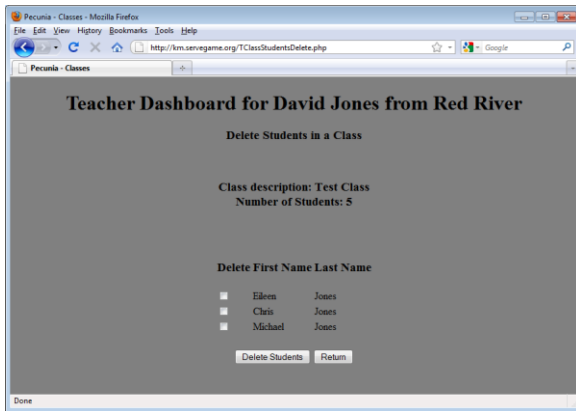 Pecunia - Classes - Mozilla Firefox
File Edit View History Bookmarks Tools Help
http://km.servegame.org/TClassStudentsDelete.php
Google
Pecunia - Classes
Teacher Dashboard for David Jones from Red River
Delete Students in a Class
Class description: Test Class
Number of Students: 5
Delete First Name Last Name
Eileen Jones
Chris Jones
Michael Jones
Delete Students Return
Done